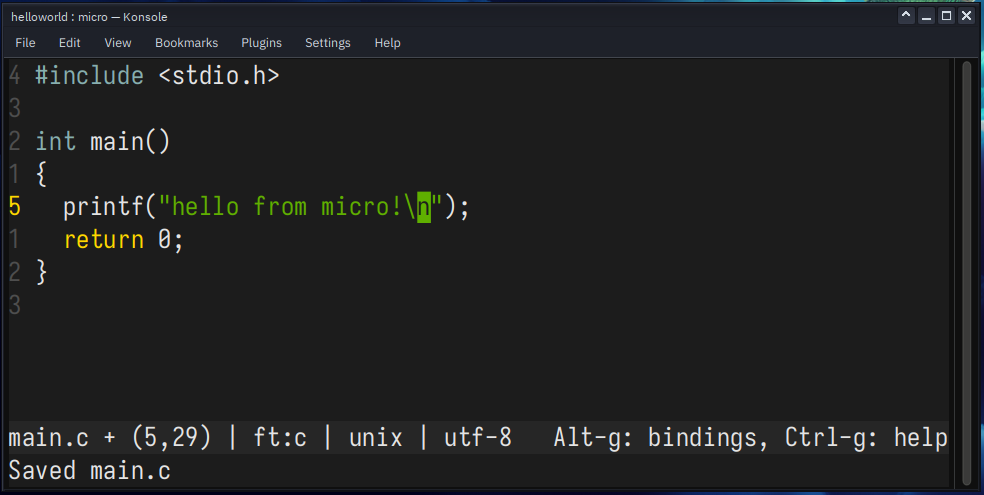 helloworld : micro — Konsole
File Edit View Bookmarks Plugins Settings Help
4 #include <stdio.h>
3
2 int main()
1 {
5   printf("hello from micro!\n");
1   return 0;
2 }
3
main.c + (5,29) | ft:c | unix | utf-8   Alt-g: bindings, Ctrl-g: help
Saved main.c